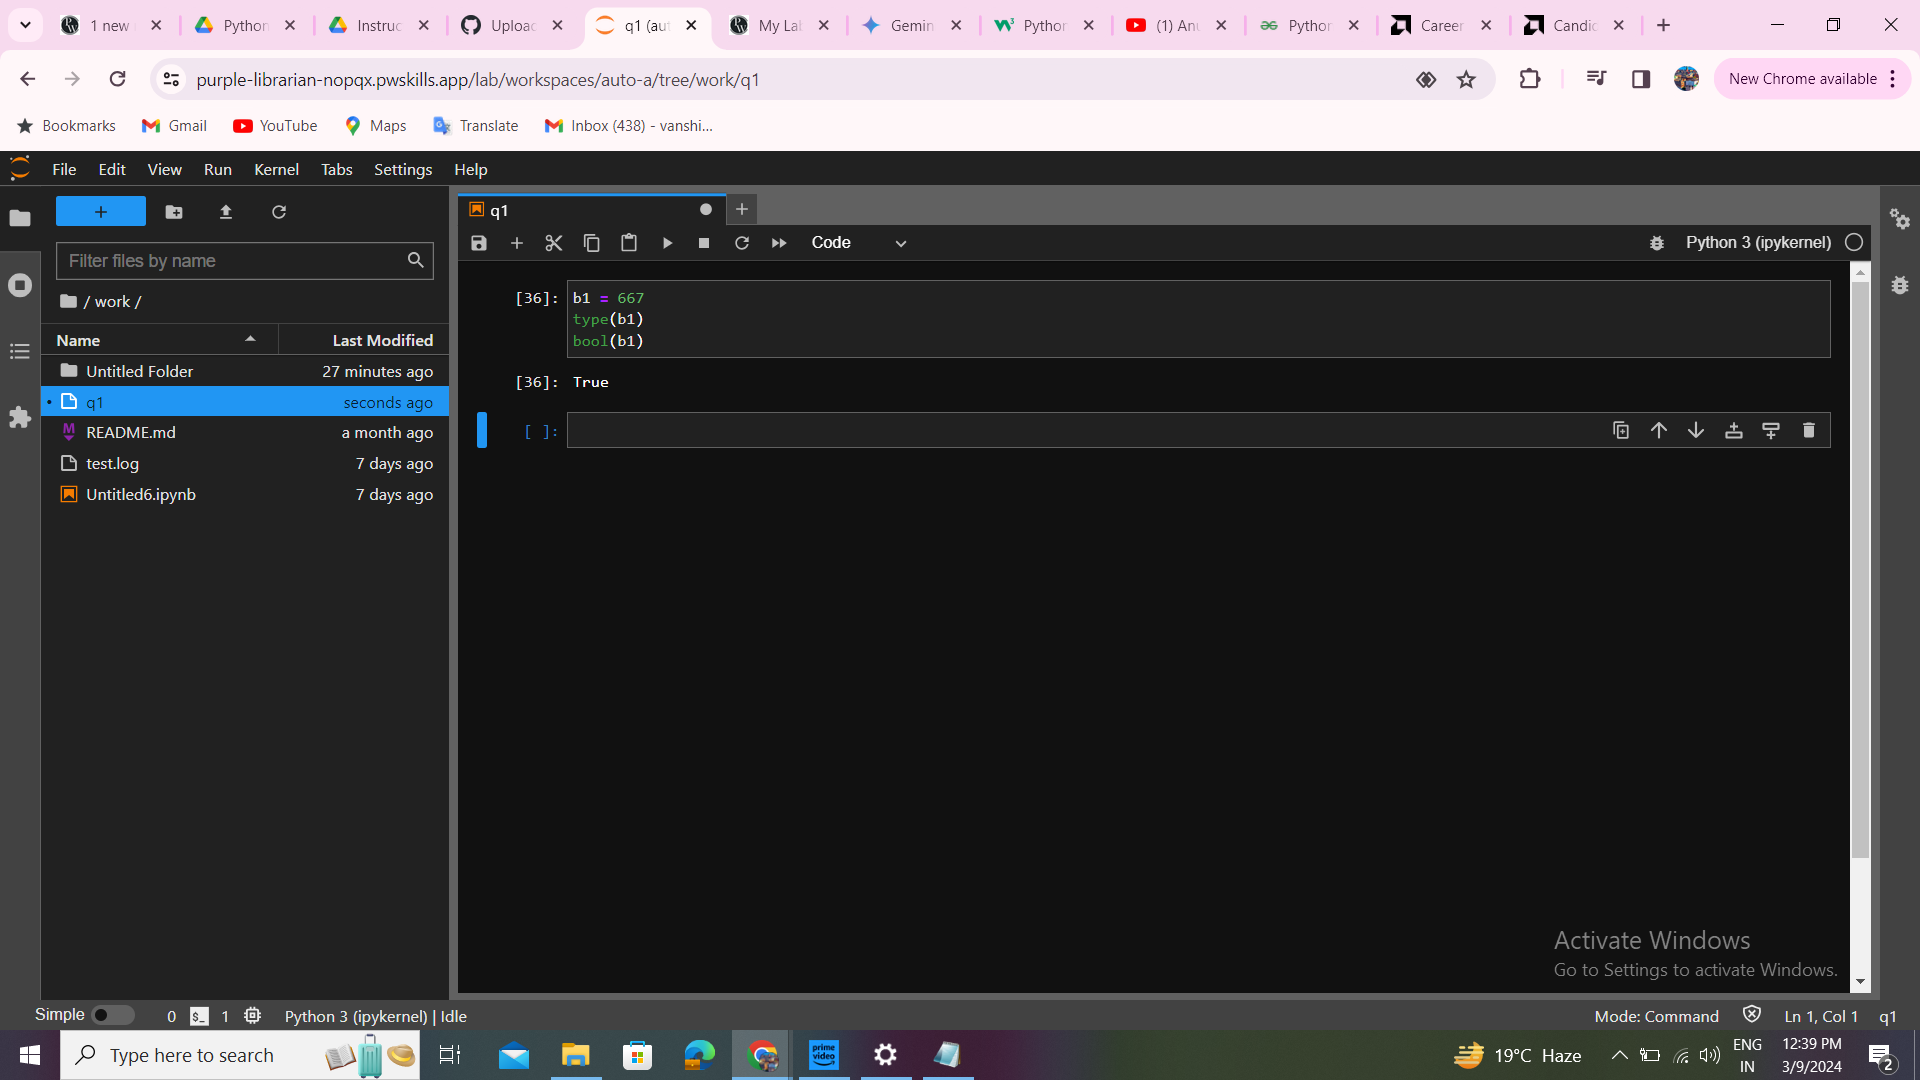 1 new
Python
Instruc
Upload
q1 (aut
My Lab
Gemin
Python
(1) Anu
Python
Career
Candid
purple-librarian-nopqx.pwskills.app/lab/workspaces/auto-a/tree/work/q1
New Chrome available
Bookmarks
Gmail
YouTube
Maps
Translate
Inbox (438) - vanshi...
File
Edit
View
Run
Kernel
Tabs
Settings
Help
Filter files by name
/ work /
Name
Last Modified
Untitled Folder
27 minutes ago
q1
seconds ago
README.md
a month ago
test.log
7 days ago
Untitled6.ipynb
7 days ago
q1
Code
Python 3 (ipykernel)
[36]:
b1 = 667
type(b1)
bool(b1)
[36]:
True
[ ]:
Activate Windows
Go to Settings to activate Windows.
Simple
0
$_
1
Python 3 (ipykernel) | Idle
Mode: Command
Ln 1, Col 1
q1
Type here to search
prime video
19°C Haze
ENG
IN
12:39 PM
3/9/2024
2